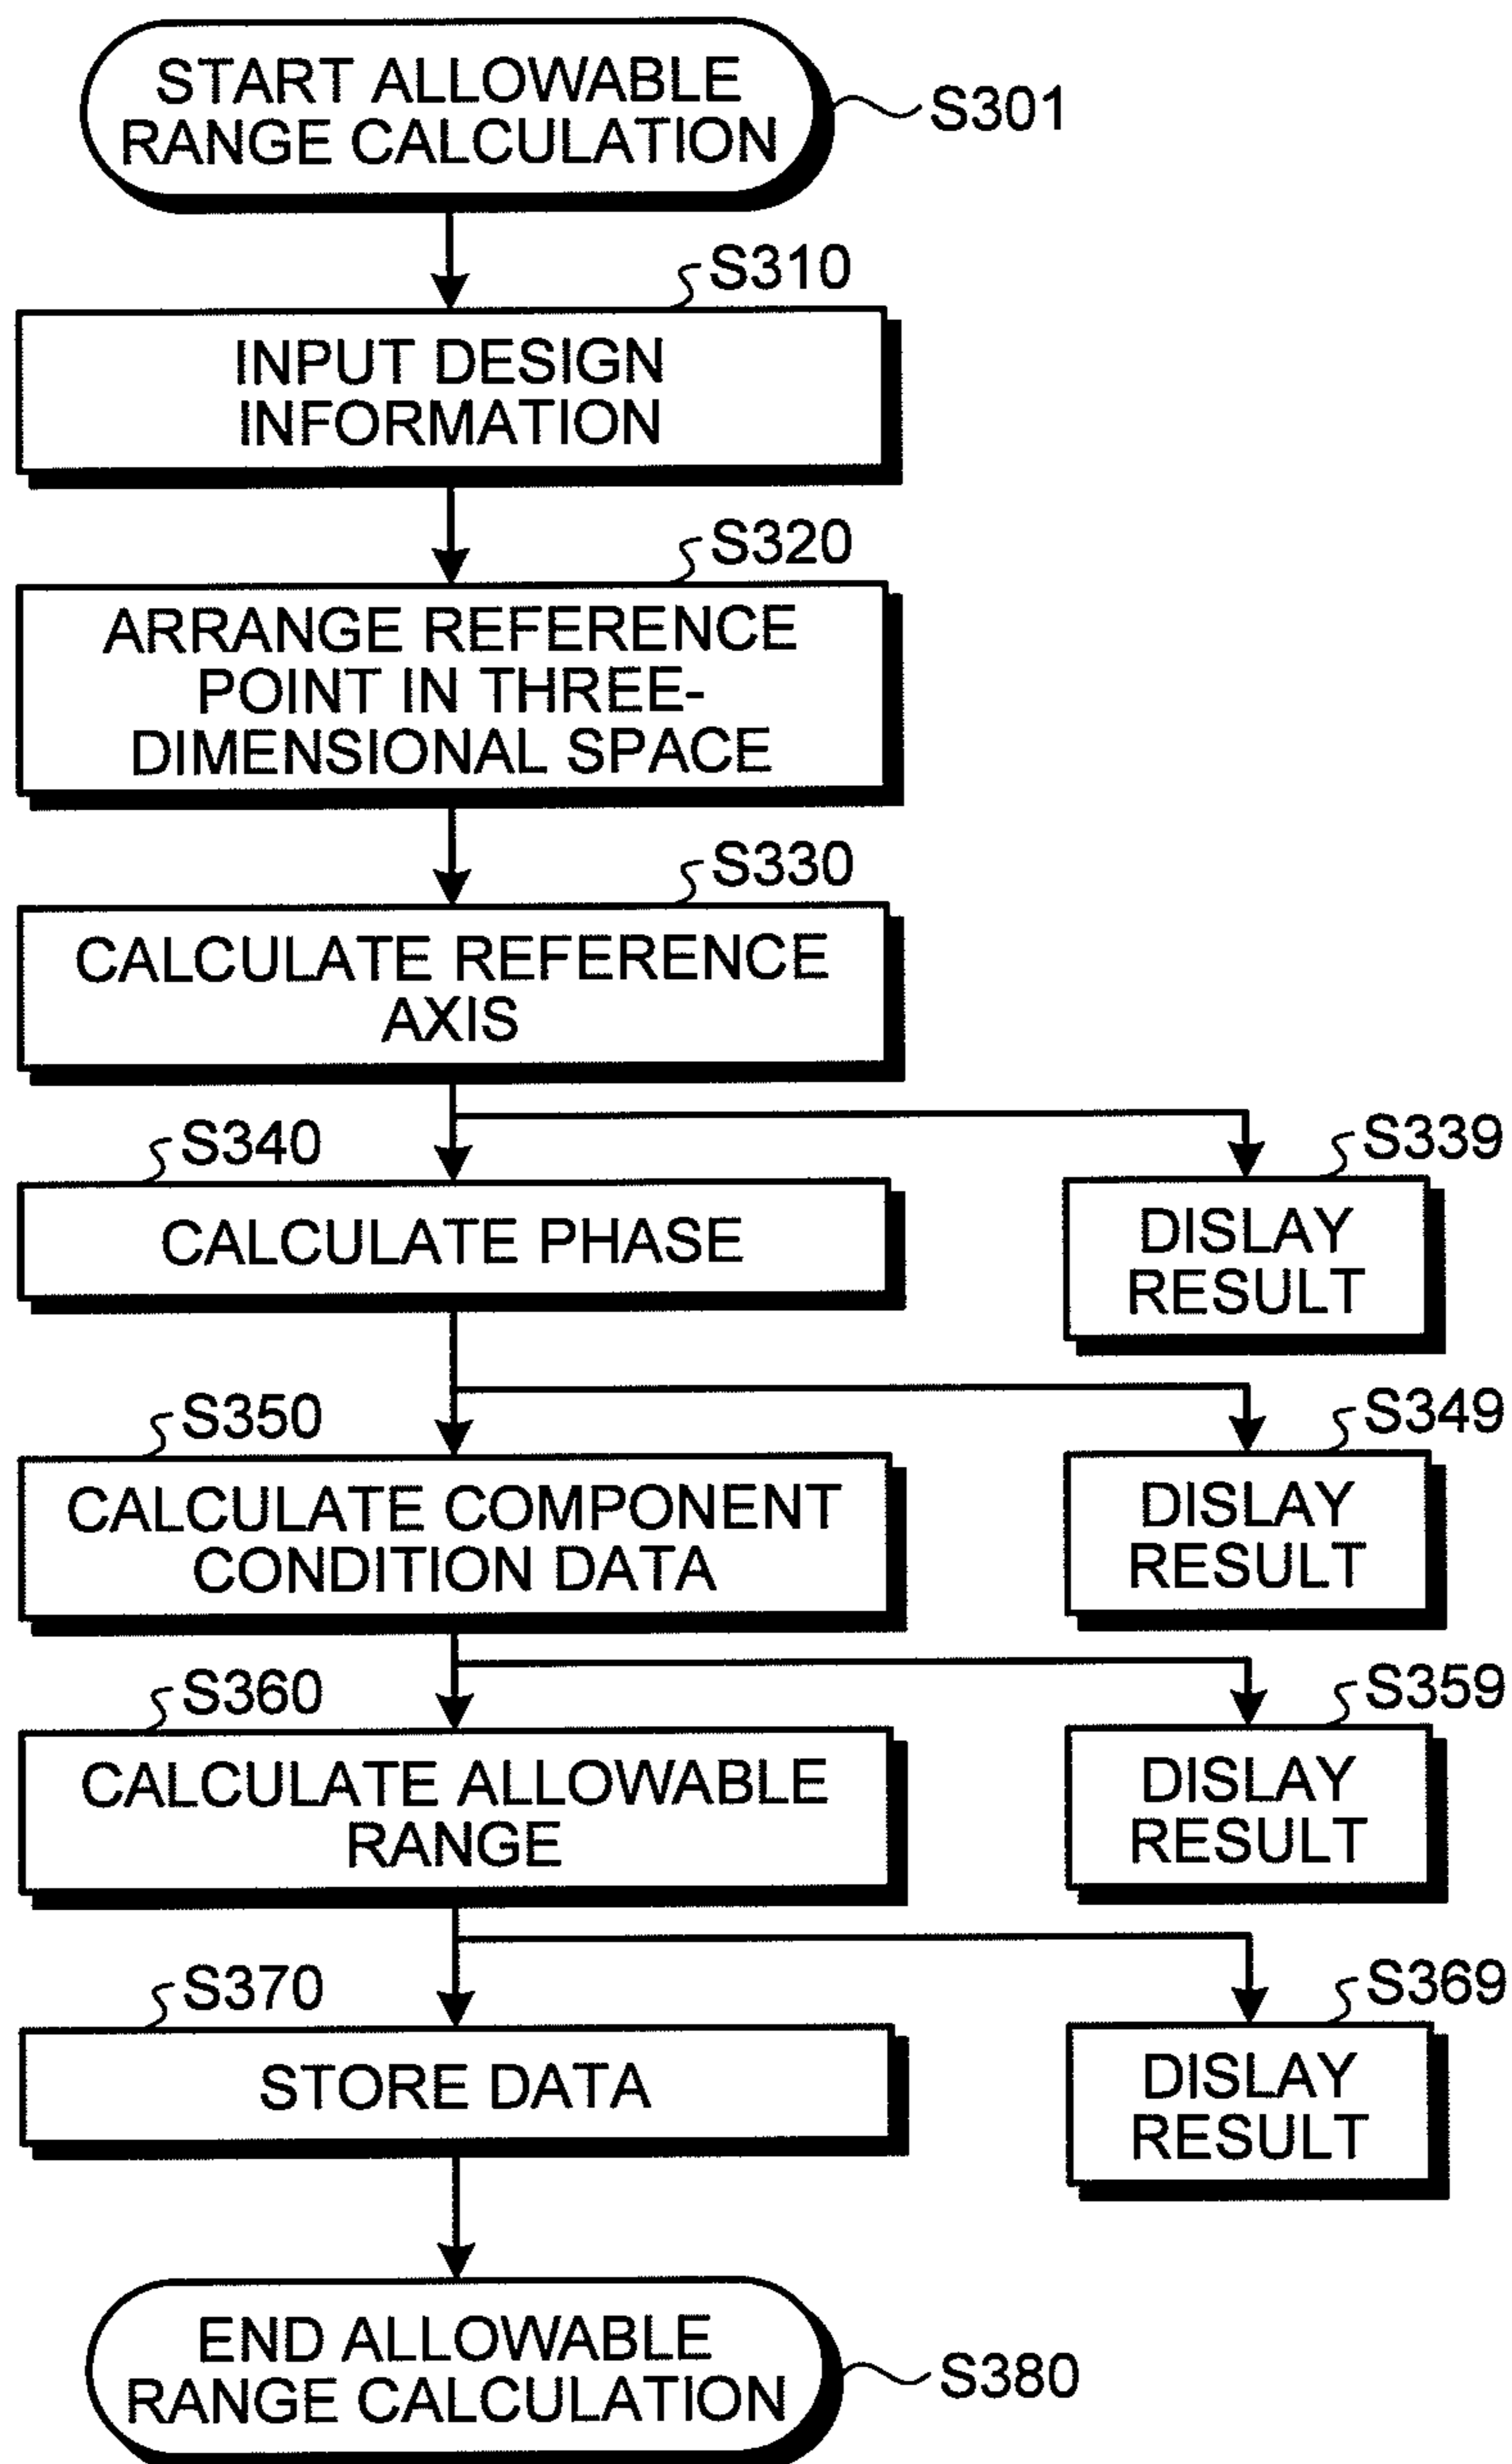 START ALLOWABLE
RANGE CALCULATION
S301
S310
INPUT DESIGN
INFORMATION
S320
ARRANGE REFERENCE
POINT IN THREE-
DIMENSIONAL SPACE
S330
CALCULATE REFERENCE
AXIS
S340
CALCULATE PHASE
S339
DISLAY
RESULT
S350
CALCULATE COMPONENT
CONDITION DATA
S349
DISLAY
RESULT
S360
CALCULATE ALLOWABLE
RANGE
S359
DISLAY
RESULT
S370
STORE DATA
S369
DISLAY
RESULT
END ALLOWABLE
RANGE CALCULATION
S380